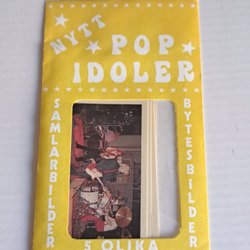 NYTT
POP
IDOLER
SAMLARBILDER
BYTESBILDER
5 OLIKA